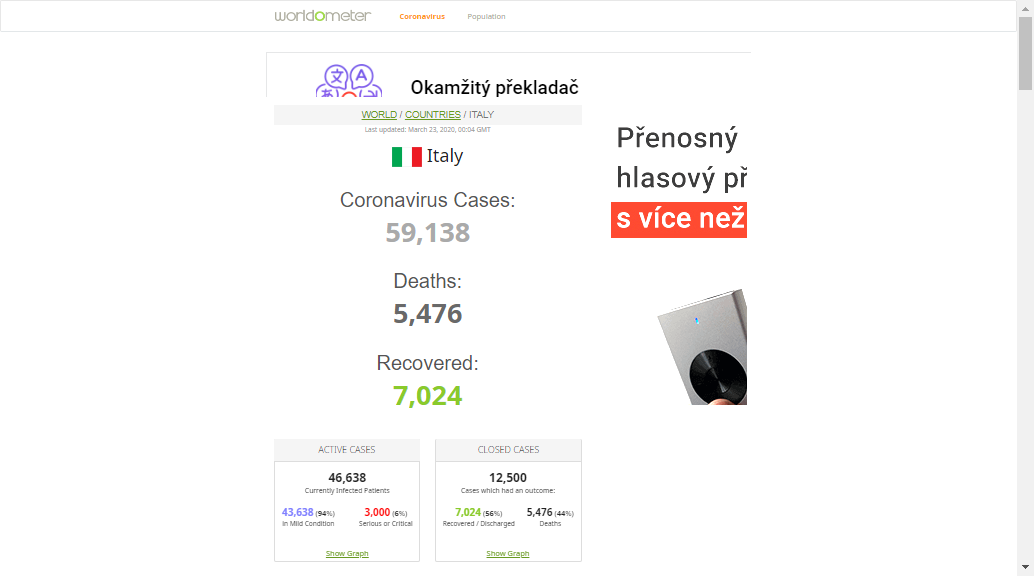 worldometer Coronavirus Population
Okamžitý překladač
WORLD / COUNTRIES / ITALY
Last updated: March 23, 2020, 00:04 GMT
Italy
Coronavirus Cases:
59,138
Deaths:
5,476
Recovered:
7,024
Přenosný
hlasový př
s více než
ACTIVE CASES
46,638
Currently Infected Patients
43,638 (94%)
in Mild Condition
3,000 (6%)
Serious or Critical
Show Graph
CLOSED CASES
12,500
Cases which had an outcome:
7,024 (56%)
Recovered / Discharged
5,476 (44%)
Deaths
Show Graph